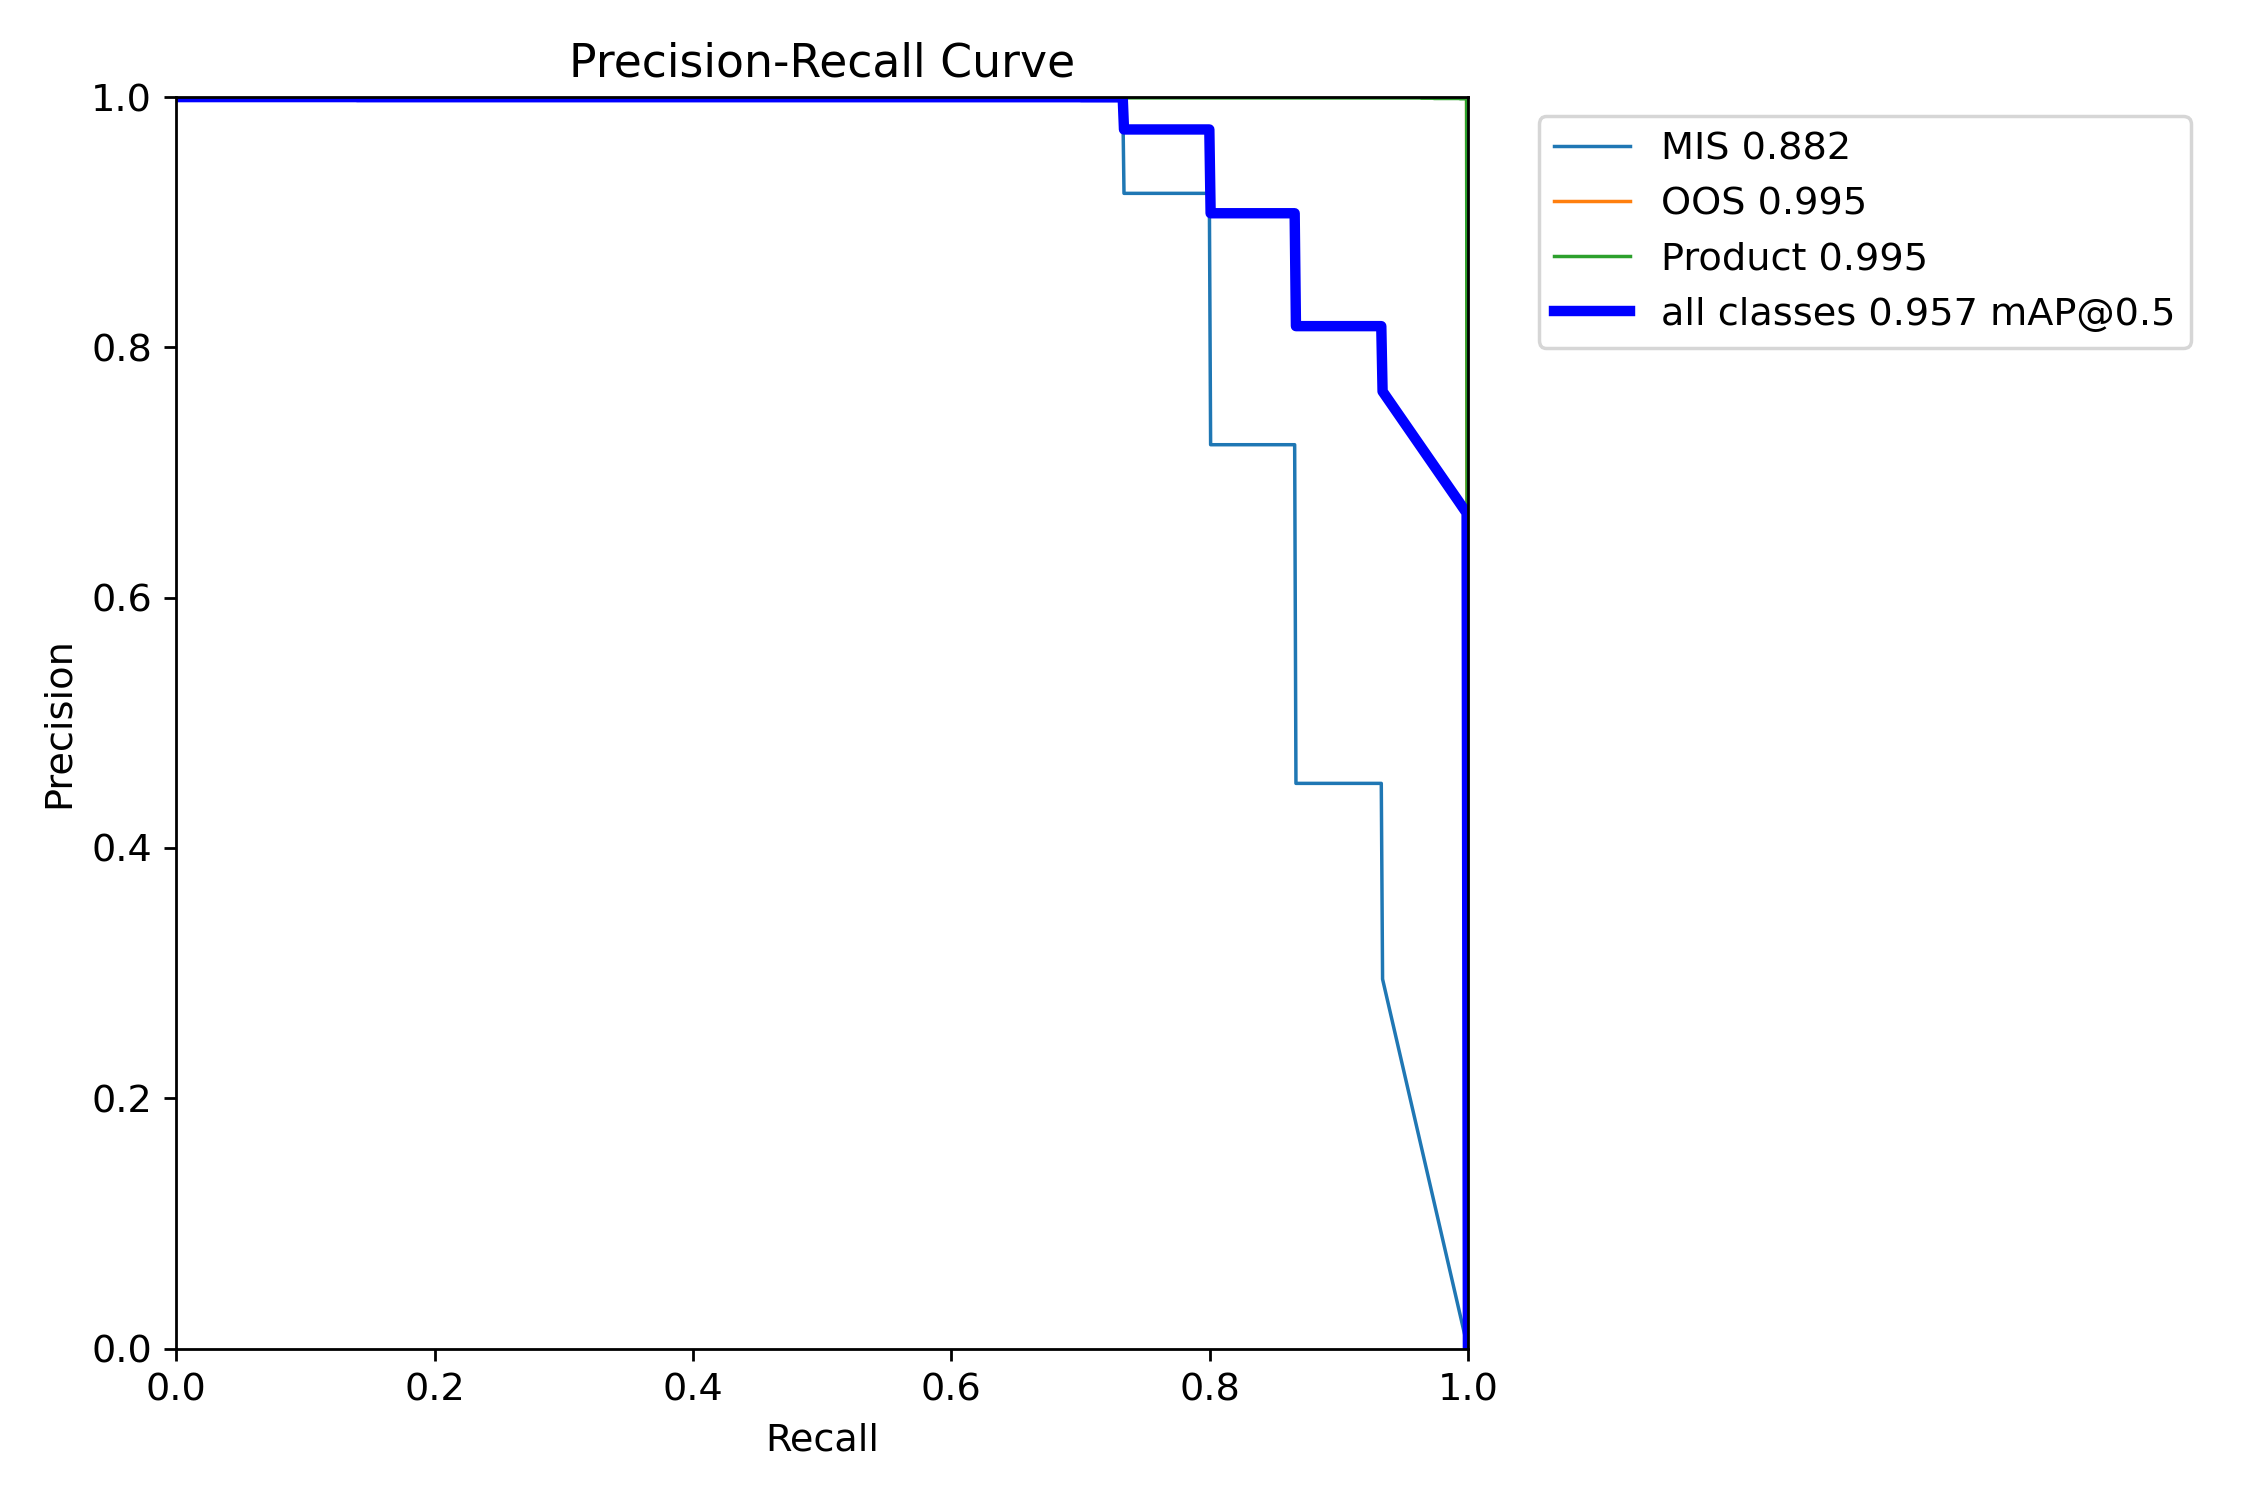 Precision-Recall Curve
1.0
0.8
0.6
0.4
0.2
0.0
Precision
0.0 0.2 0.4 0.6 0.8 1.0
Recall
MIS 0.882
OOS 0.995
Product 0.995
all classes 0.957 mAP@0.5